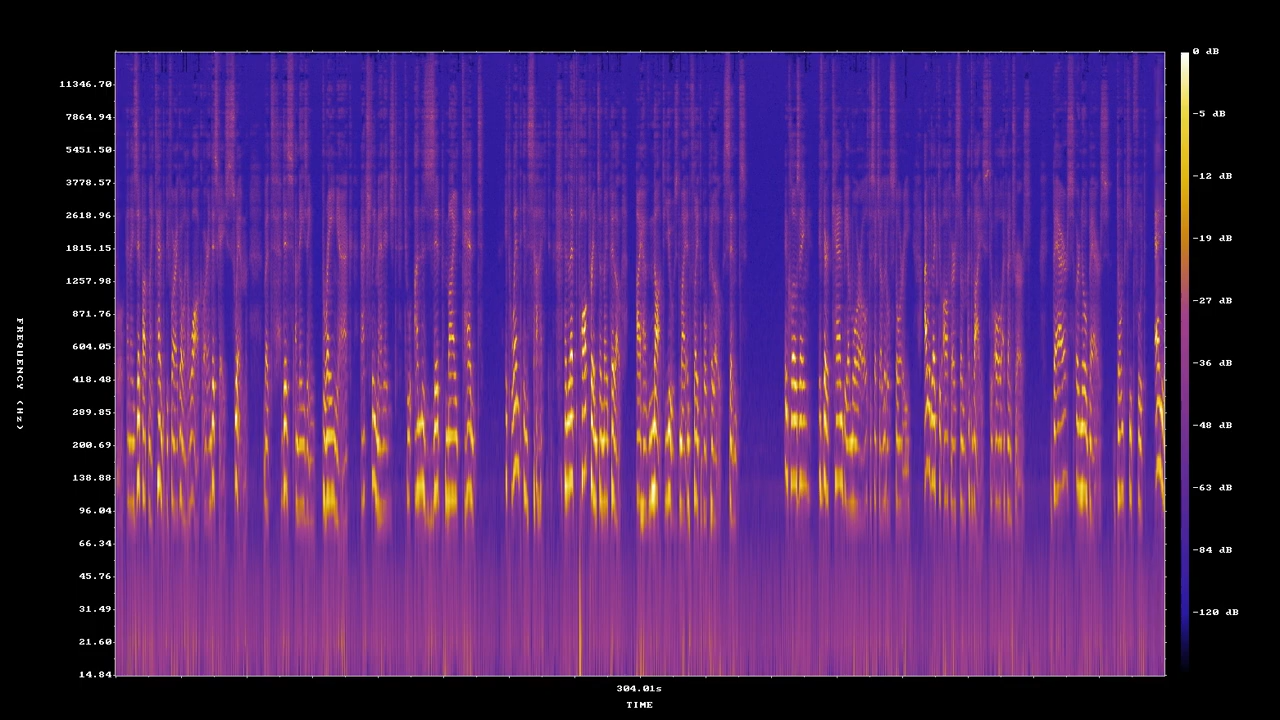 11346.70
7864.94
5451.50
3778.57
2618.96
1815.15
1257.98
871.76
604.05
418.48
289.85
200.69
138.88
96.04
66.34
45.76
31.49
21.60
14.84
FREQUENCY (Hz)
0 dB
-5 dB
-12 dB
-19 dB
-27 dB
-36 dB
-48 dB
-63 dB
-84 dB
-120 dB
304.01s
TIME